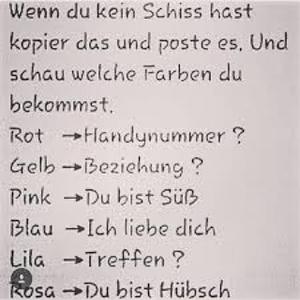 Wenn du kein Schiss hast
kopier das und poste es. Und
schau welche Farben du
bekommst.
Rot →Handynummer ?
Gelb →Beziehung ?
Pink →Du bist Süß
Blau →Ich liebe dich
Lila →Treffen ?
Rosa →Du bist Hübsch